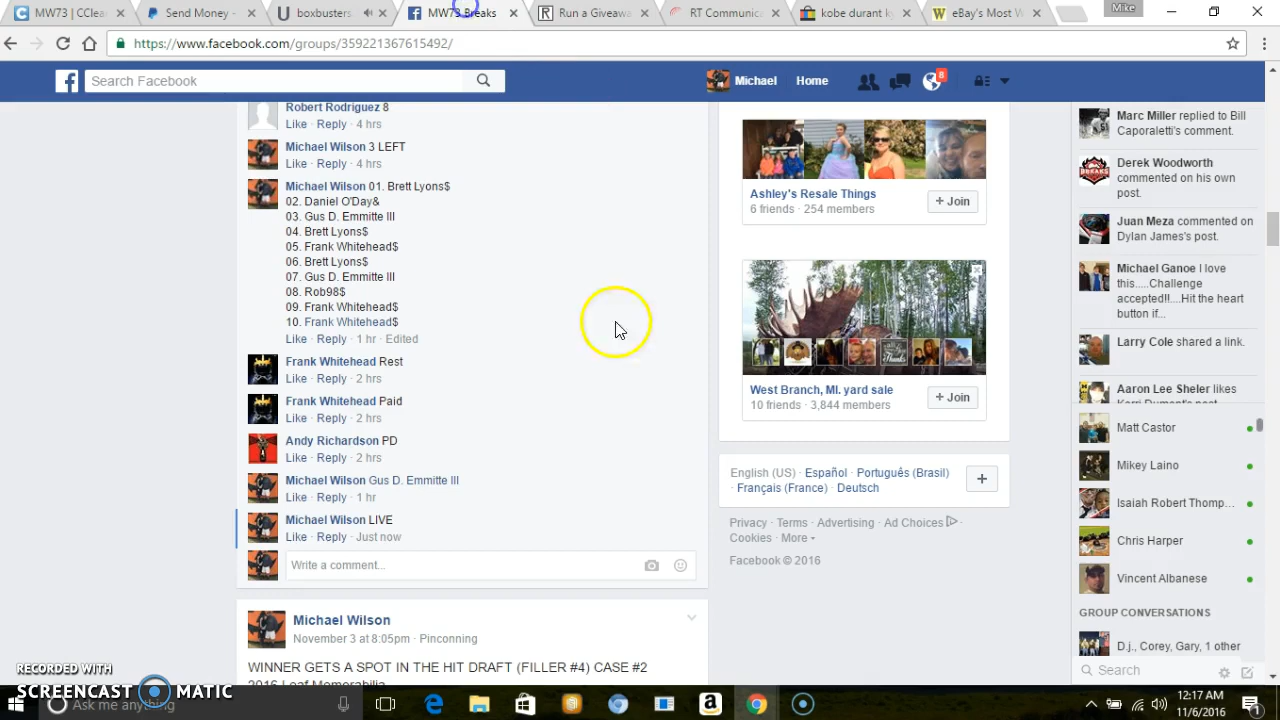 MW73 | CClea
Send Money -
boxbusters
MW73 Breaks
Run a Giveawa
RT Communica
kobe durant ky
eBay's Most W
Mike
https://www.facebook.com/groups/359221367615492/
Search Facebook
Michael
Home
8
Robert Rodriguez 8
Like · Reply · 4 hrs
Michael Wilson 3 LEFT
Like · Reply · 4 hrs
Michael Wilson 01. Brett Lyons$
02. Daniel O'Day&
03. Gus D. Emmitte III
04. Brett Lyons$
05. Frank Whitehead$
06. Brett Lyons$
07. Gus D. Emmitte III
08. Rob98$
09. Frank Whitehead$
10. Frank Whitehead$
Like · Reply · 1 hr · Edited
Frank Whitehead Rest
Like · Reply · 2 hrs
Frank Whitehead Paid
Like · Reply · 2 hrs
Andy Richardson PD
Like · Reply · 2 hrs
Michael Wilson Gus D. Emmitte III
Like · Reply · 1 hr
Michael Wilson LIVE
Like · Reply · Just now
Write a comment...
Michael Wilson
November 3 at 8:05pm · Pinconning
WINNER GETS A SPOT IN THE HIT DRAFT (FILLER #4) CASE #2
2016 Leaf Memorabilia
Ashley's Resale Things
6 friends · 254 members
+ Join
West Branch, MI. yard sale
10 friends · 3,844 members
+ Join
English (US) · Español · Português (Brasil)
· Français (France) · Deutsch
Privacy · Terms · Advertising · Ad Choices ·
Cookies · More
Facebook © 2016
Marc Miller replied to Bill
Caporaletti's comment.
Derek Woodworth
commented on his own
post.
Juan Meza commented on
Dylan James's post.
Michael Ganoe I love
this.....Challenge
accepted!!....Hit the heart
button if...
Larry Cole shared a link.
Aaron Lee Sheler likes
Kerri Dumont's post
Matt Castor
Mikey Laino
Isaiah Robert Thomp...
Chris Harper
Vincent Albanese
GROUP CONVERSATIONS
D.j., Corey, Gary, 1 other
Search
RECORDED WITH
SCREENCAST MATIC
Ask me anything
12:17 AM
11/6/2016